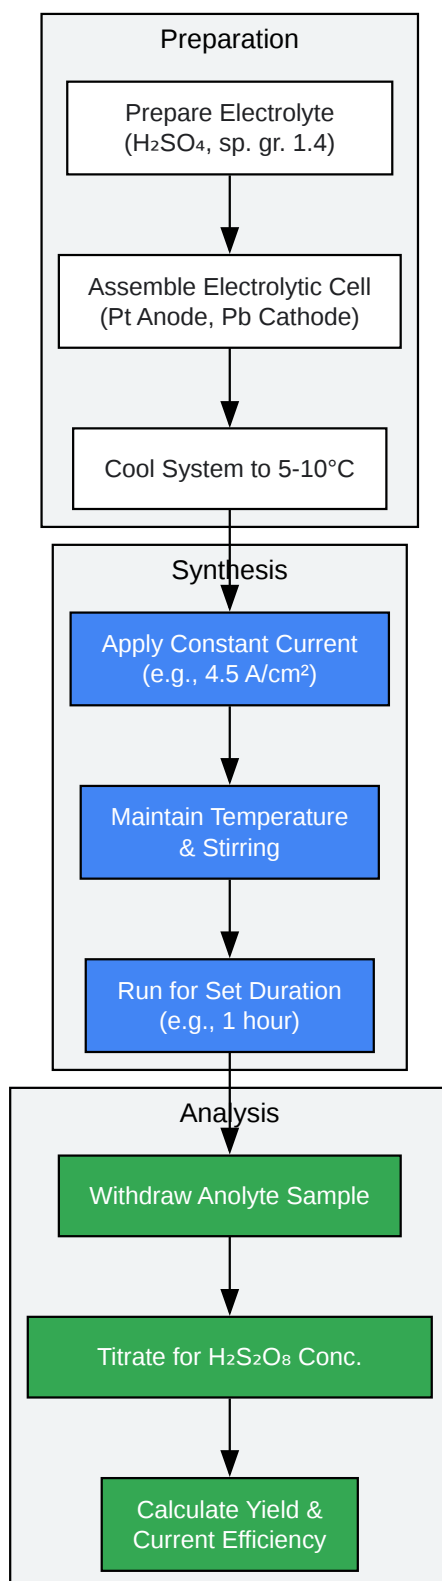 Preparation
Prepare Electrolyte
(H₂SO₄, sp. gr. 1.4)
Assemble Electrolytic Cell
(Pt Anode, Pb Cathode)
Cool System to 5-10°C
Synthesis
Apply Constant Current
(e.g., 4.5 A/cm²)
Maintain Temperature
& Stirring
Run for Set Duration
(e.g., 1 hour)
Analysis
Withdraw Anolyte Sample
Titrate for H₂S₂O₈ Conc.
Calculate Yield &
Current Efficiency